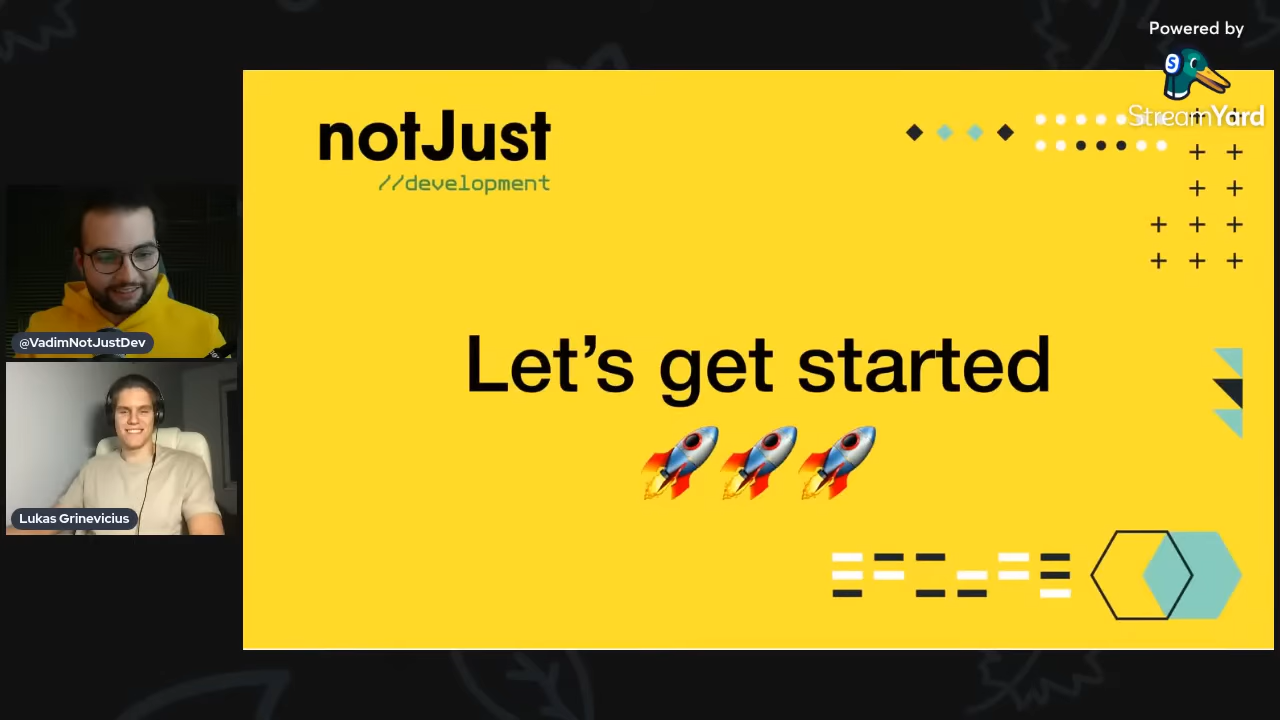 Powered by
StreamYard
notJust
//development
Let's get started
@VadimNotJustDev
Lukas Grinevicius